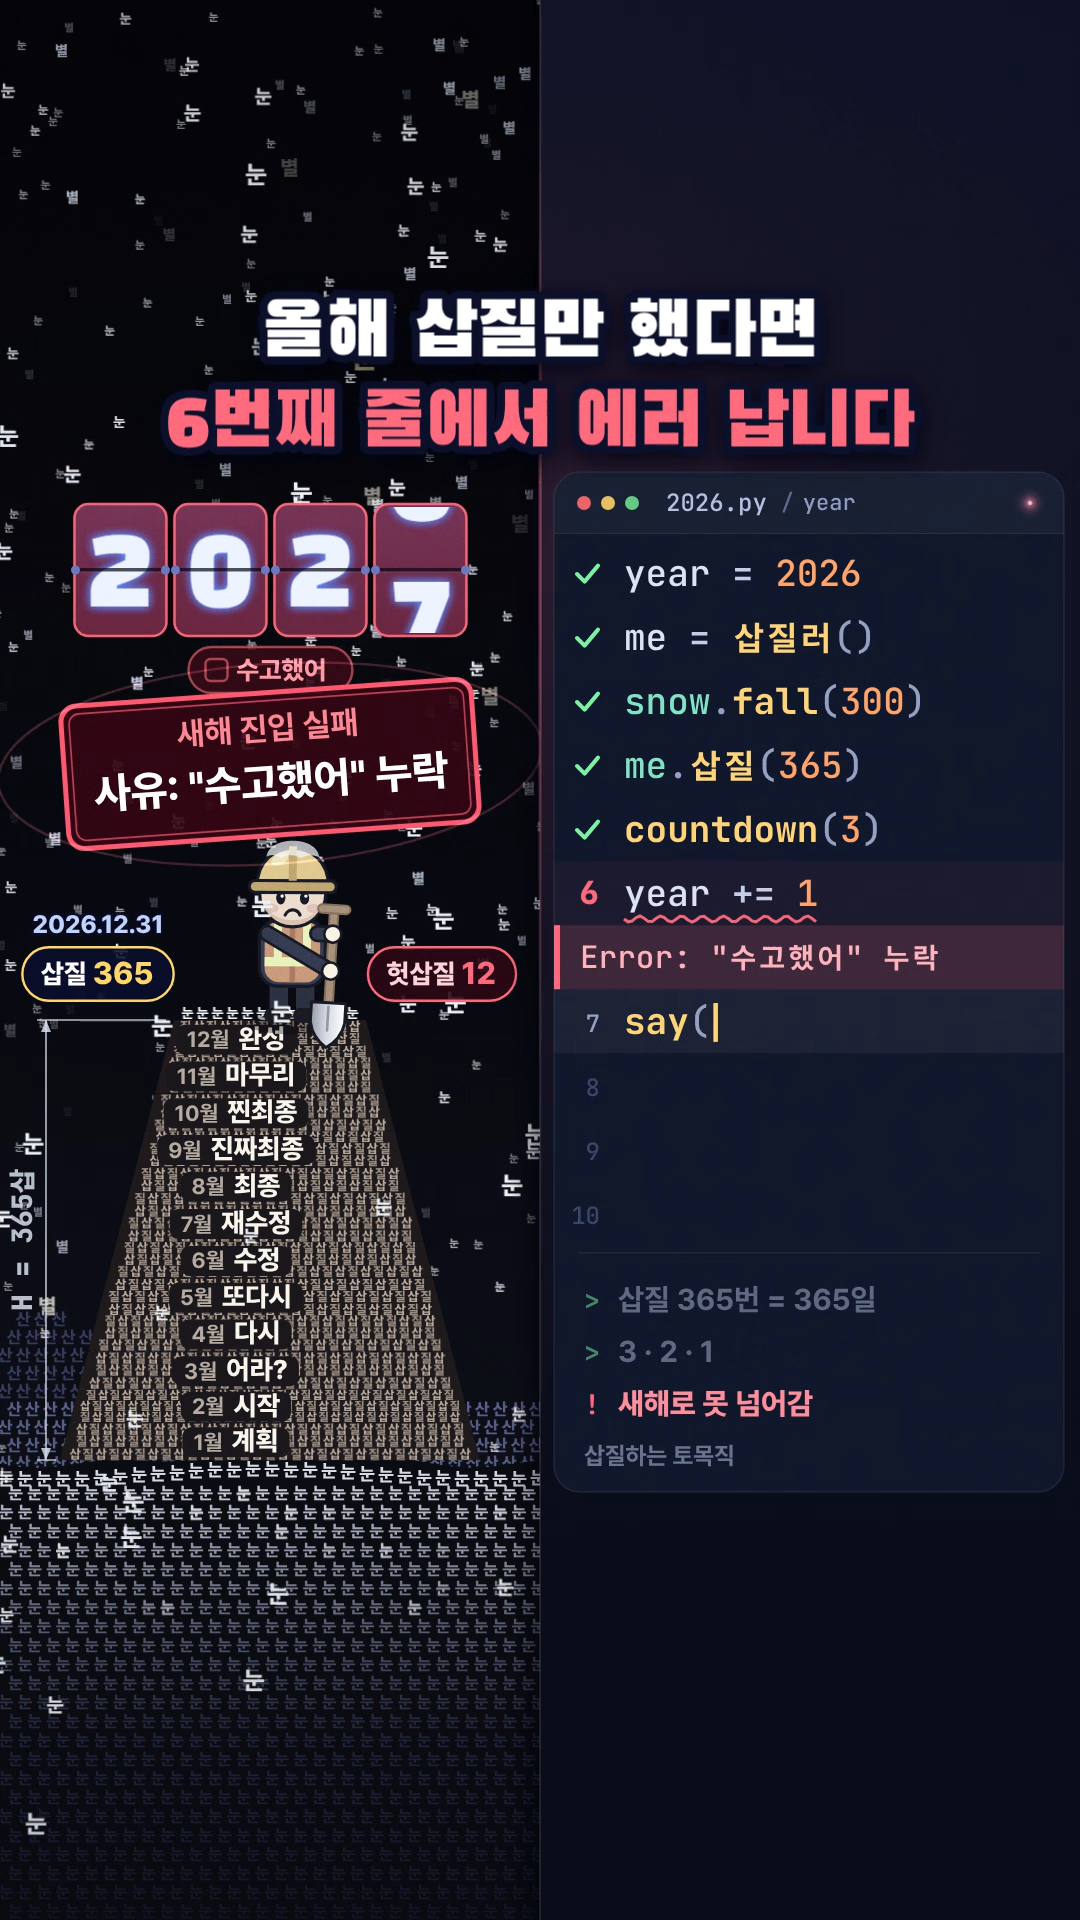 올해 삽질만 했다면
6번째 줄에서 에러 납니다
2 0 2 7
수고했어
새해 진입 실패
사유: "수고했어" 누락
2026.12.31
삽질 365
헛삽질 12
H = 365삽
12월 완성
11월 마무리
10월 찐최종
9월 진짜최종
8월 최종
7월 재수정
6월 수정
5월 또다시
4월 다시
3월 어라?
2월 시작
1월 계획
2026.py / year
year = 2026
me = 삽질러()
snow.fall(300)
me.삽질(365)
countdown(3)
6 year += 1
Error: "수고했어" 누락
7 say(
8
9
10
> 삽질 365번 = 365일
> 3 · 2 · 1
! 새해로 못 넘어감
삽질하는 토목직